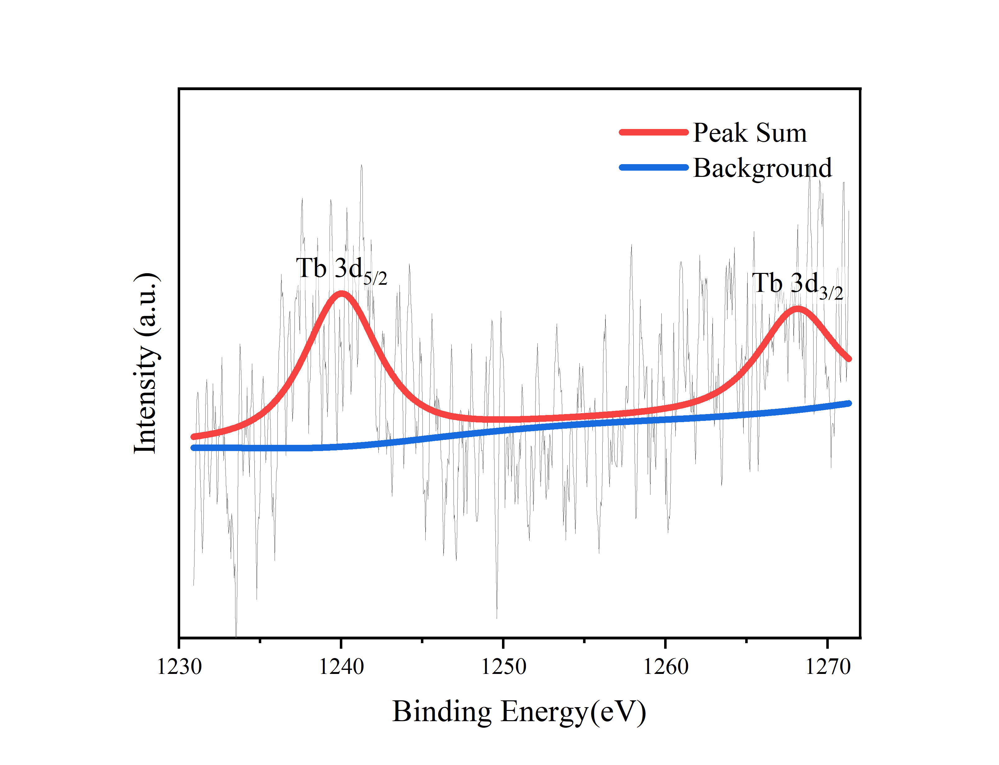 Peak Sum
Background
Tb 3d5/2
Tb 3d3/2
Intensity (a.u.)
1230 1240 1250 1260 1270
Binding Energy(eV)